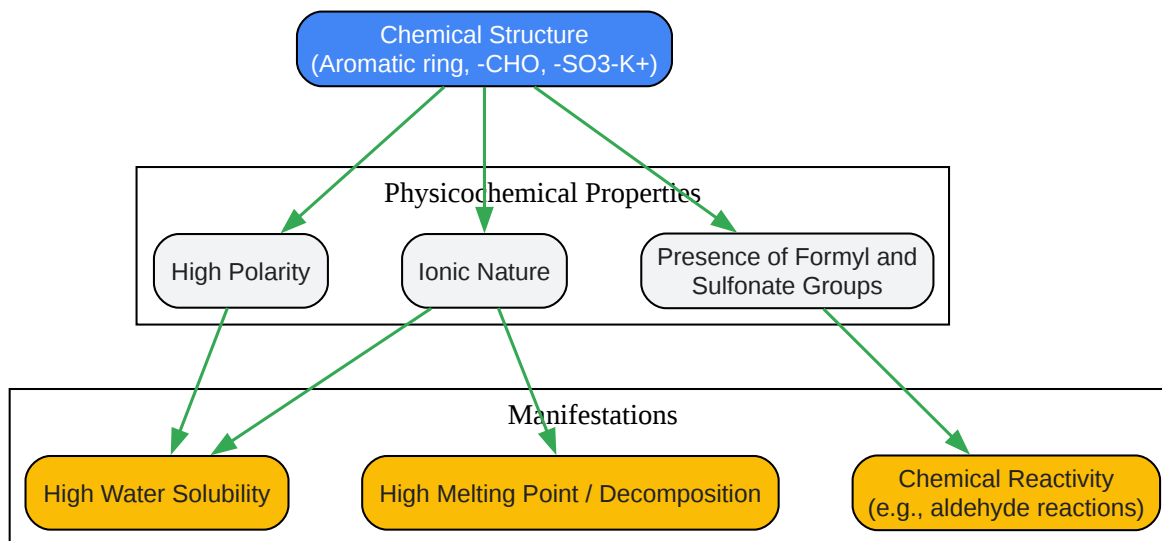 Chemical Structure
(Aromatic ring, -CHO, -SO3-K+)
Physicochemical Properties
High Polarity
Ionic Nature
Presence of Formyl and
Sulfonate Groups
Manifestations
High Water Solubility
High Melting Point / Decomposition
Chemical Reactivity
(e.g., aldehyde reactions)